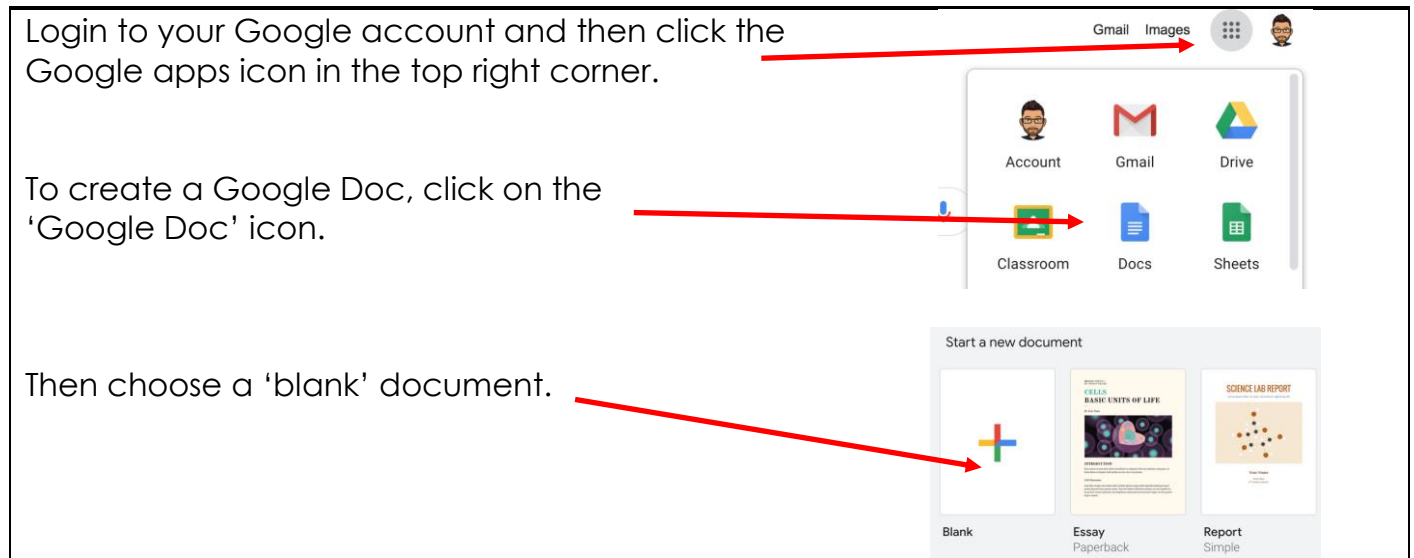 Login to your Google account and then click the
Google apps icon in the top right corner.
Gmail Images
Account Gmail Drive
To create a Google Doc, click on the
‘Google Doc’ icon.
Classroom Docs Sheets
Start a new document
Then choose a ‘blank’ document.
CELLS
BASIC UNITS OF LIFE
SCIENCE LAB REPORT
INTRODUCTION
Blank Essay Report
Paperback Simple